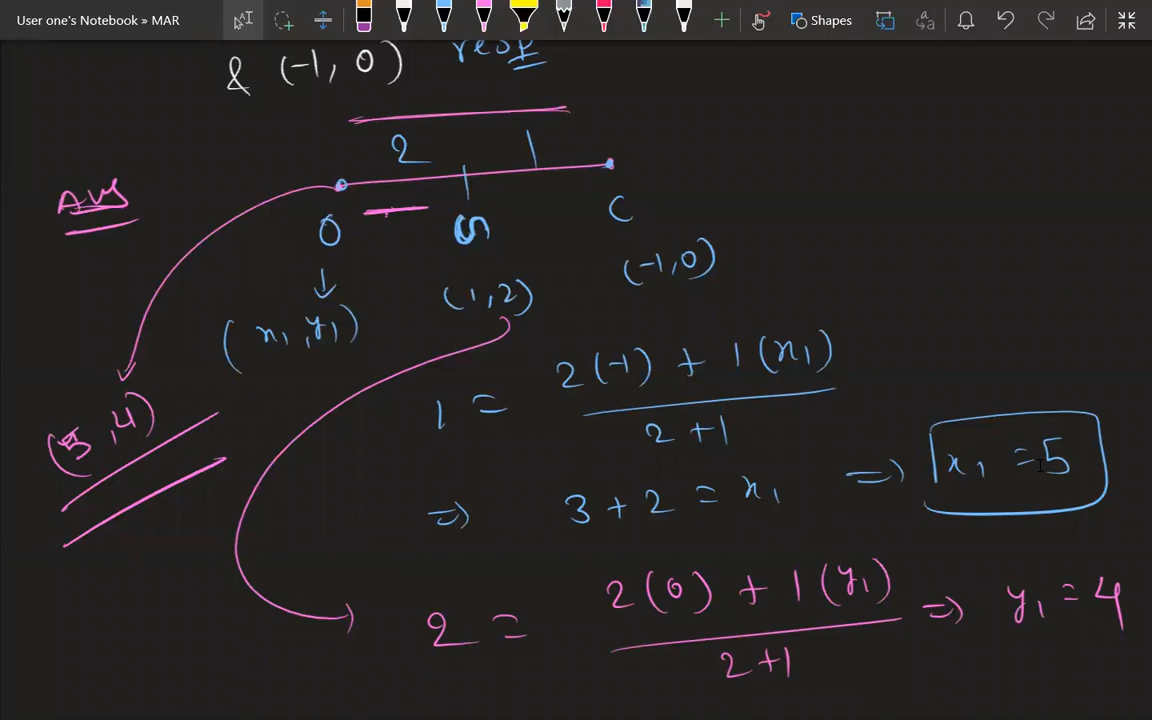 User one's Notebook » MAR
Shapes
& (-1, 0) resp
2 1
Ans
O G C
(-1,0)
(1,2)
(x₁, y₁)
1 = 2(-1) + 1(x₁) / 2+1
(5,4)
⇒ 3+2 = x₁ ⇒ x₁ = 5
2 = 2(0) + 1(y₁) / 2+1 ⇒ y₁ = 4